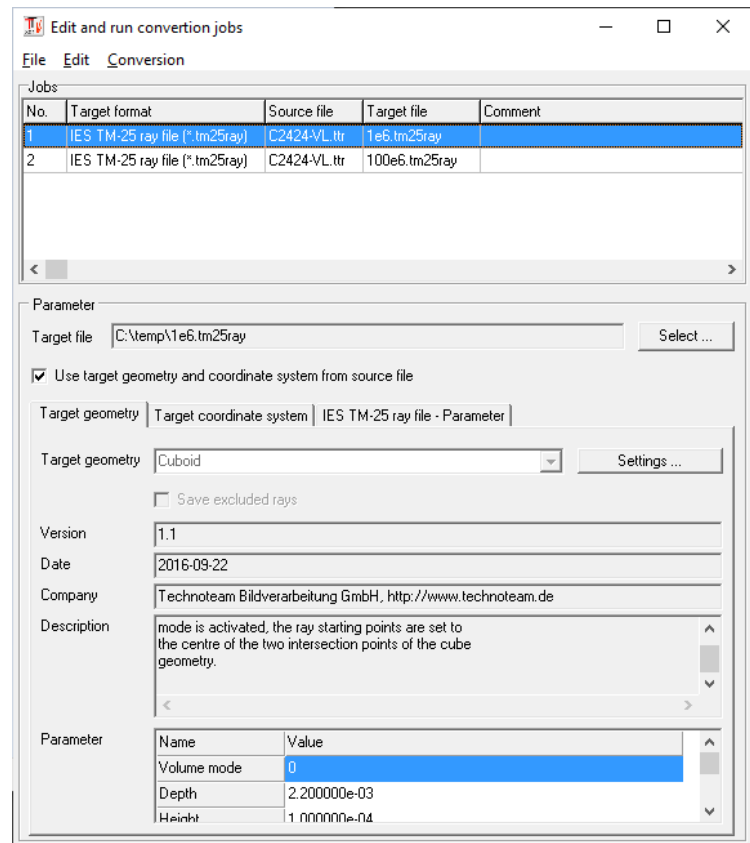 Edit and run convertion jobs
File Edit Conversion
Jobs
No. Target format Source file Target file Comment
1 IES TM-25 ray file (*.tm25ray) C2424-VL.ttr 1e6.tm25ray
2 IES TM-25 ray file (*.tm25ray) C2424-VL.ttr 100e6.tm25ray
Parameter
Target file C:\temp\1e6.tm25ray Select ...
Use target geometry and coordinate system from source file
Target geometry Target coordinate system IES TM-25 ray file - Parameter
Target geometry Cuboid Settings ...
Save excluded rays
Version 1.1
Date 2016-09-22
Company Technoteam Bildverarbeitung GmbH, http://www.technoteam.de
Description mode is activated, the ray starting points are set to
the centre of the two intersection points of the cube
geometry.
Parameter Name Value
Volume mode 0
Depth 2.200000e-03
Height 1.000000e-04